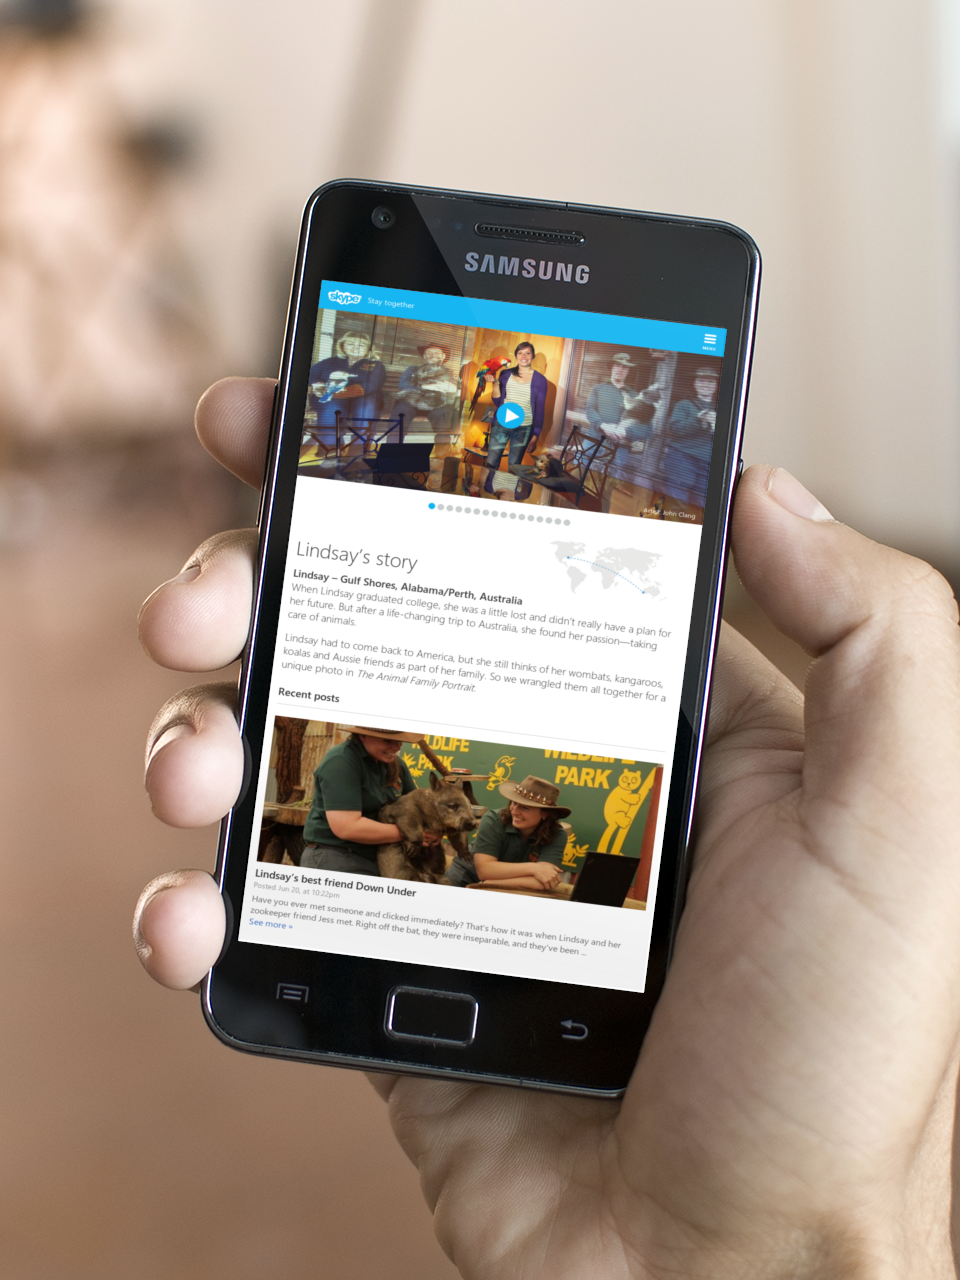 SAMSUNG
skype Stay together
MENU
Artist: John Clang
Lindsay's story
Lindsay – Gulf Shores, Alabama/Perth, Australia
When Lindsay graduated college, she was a little lost and didn't really have a plan for
her future. But after a life-changing trip to Australia, she found her passion—taking
care of animals.
Lindsay had to come back to America, but she still thinks of her wombats, kangaroos,
koalas and Aussie friends as part of her family. So we wrangled them all together for a
unique photo in The Animal Family Portrait.
Recent posts
WILDLIFE
PARK
WILDLIFE
PARK
Lindsay's best friend Down Under
Posted Jun 20, at 10:22pm
Have you ever met someone and clicked immediately? That's how it was when Lindsay and her
zookeeper friend Jess met. Right off the bat, they were inseparable, and they've been ...
See more »